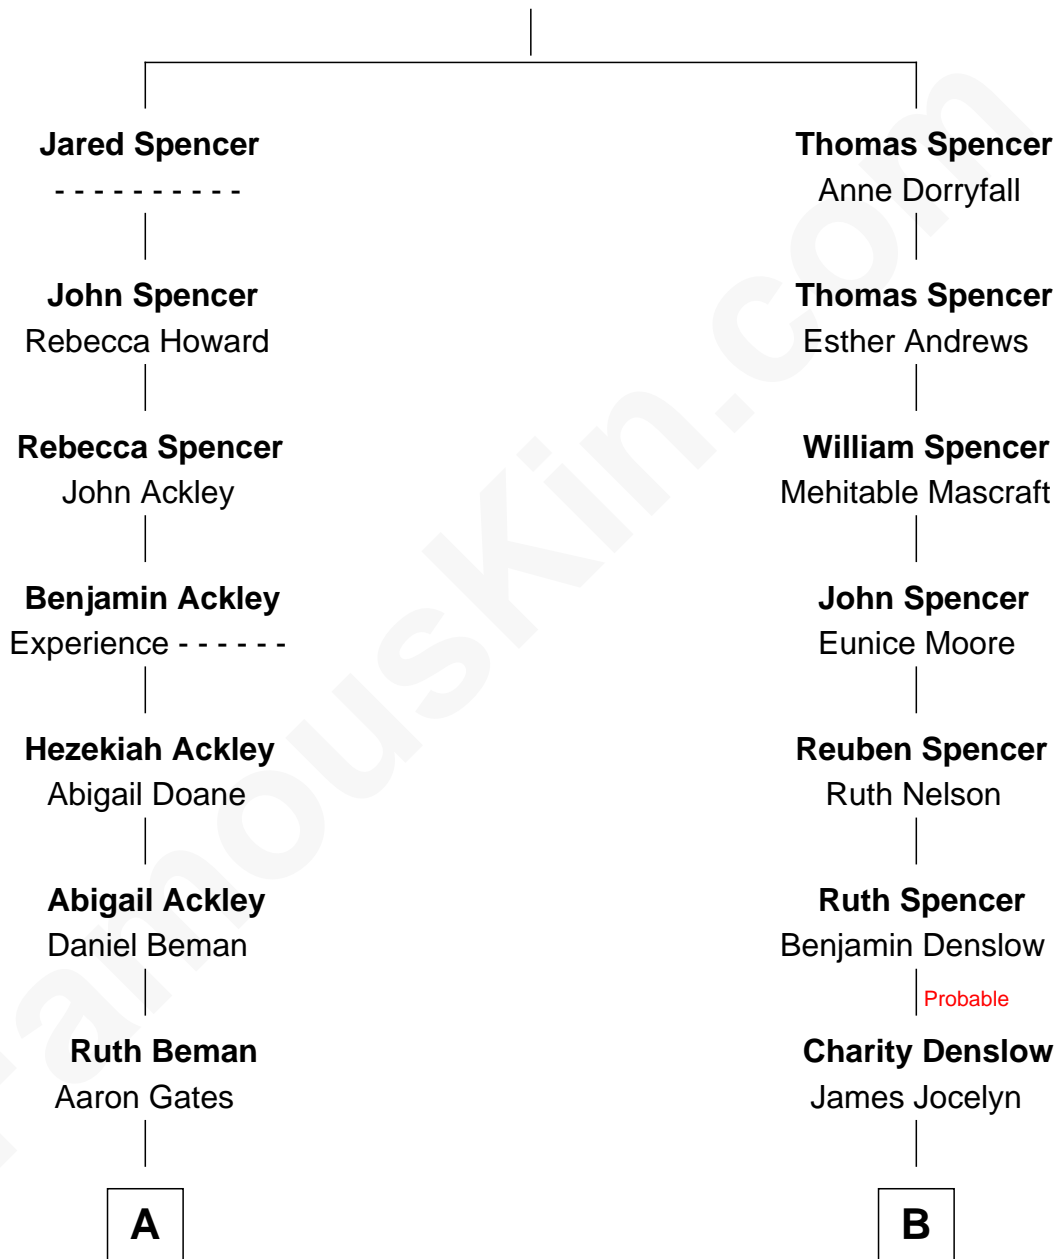 Jared Spencer
- - - - - - - - - -
John Spencer
Rebecca Howard
Rebecca Spencer
John Ackley
Benjamin Ackley
Experience - - - - - -
Hezekiah Ackley
Abigail Doane
Abigail Ackley
Daniel Beman
Ruth Beman
Aaron Gates
A
Thomas Spencer
Anne Dorryfall
Thomas Spencer
Esther Andrews
William Spencer
Mehitable Mascraft
John Spencer
Eunice Moore
Reuben Spencer
Ruth Nelson
Ruth Spencer
Benjamin Denslow
Probable
Charity Denslow
James Jocelyn
B
FamousKin.com